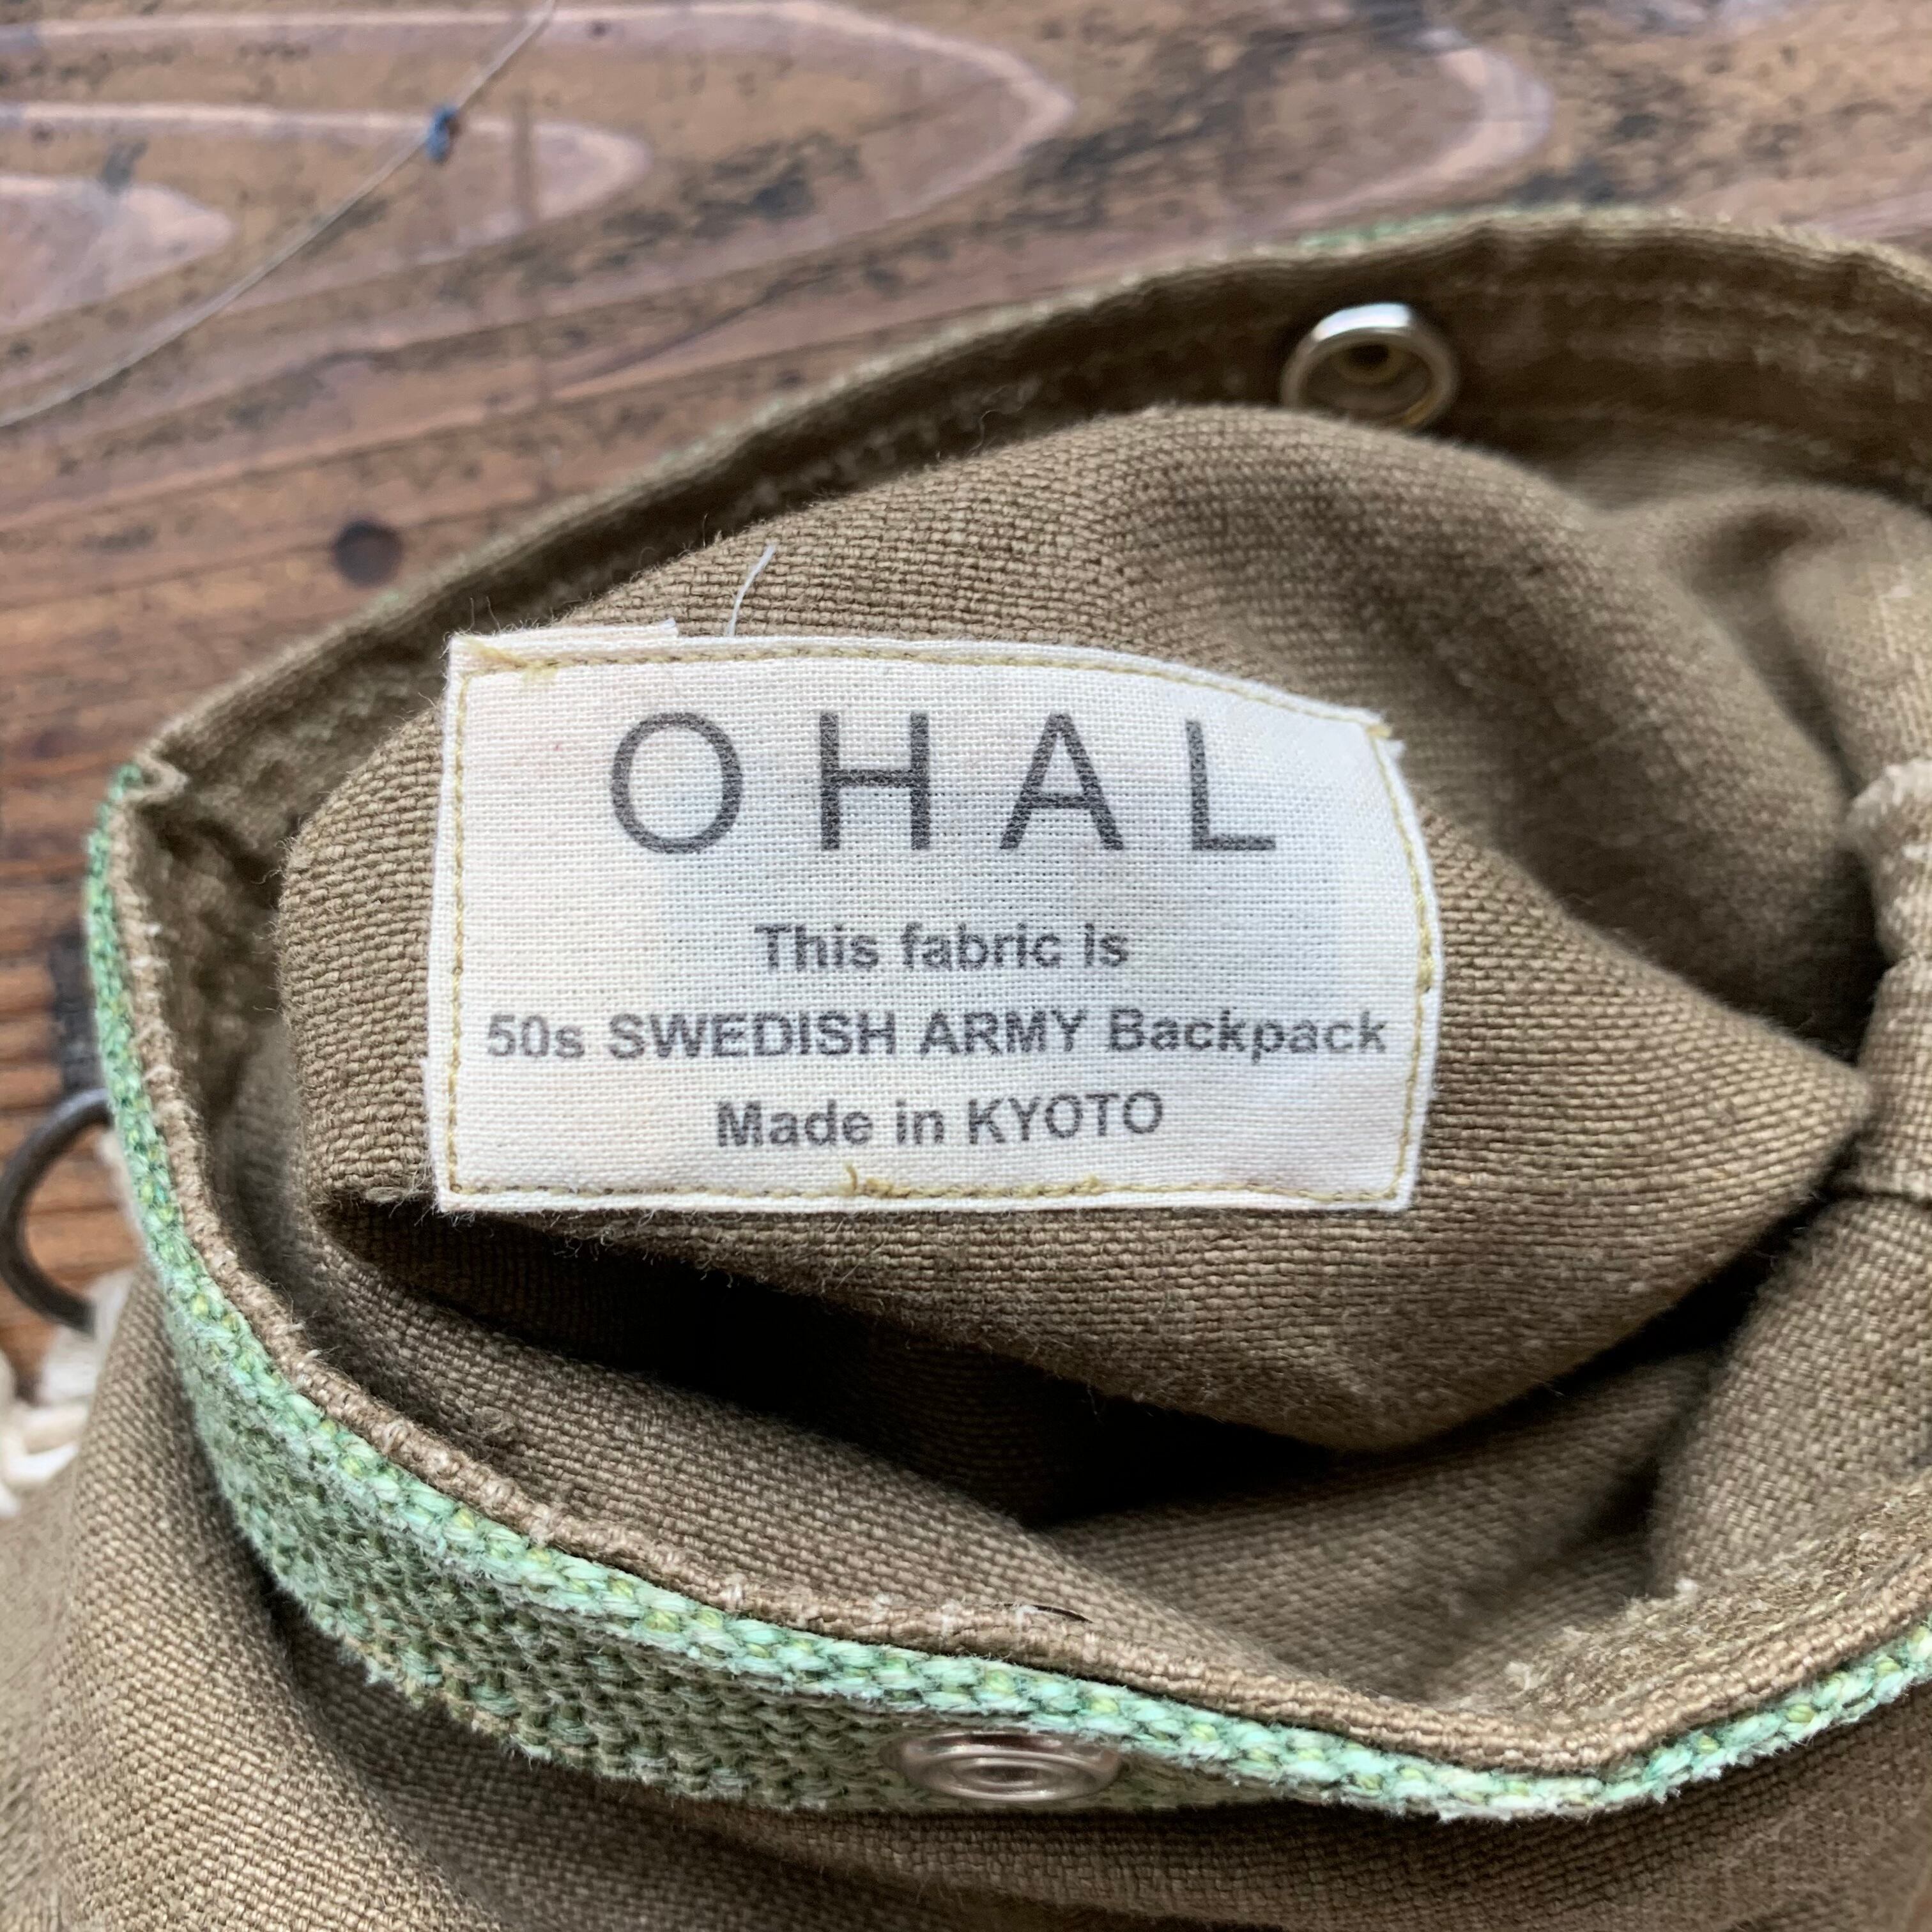 OHAL
This fabric is
50s SWEDISH ARMY Backpack
Made in KYOTO